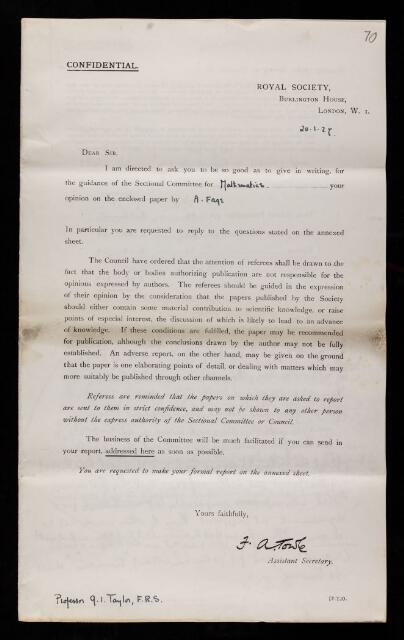 70
CONFIDENTIAL.
ROYAL SOCIETY,
BURLINGTON HOUSE,
LONDON, W. 1.
20-1-27
DEAR SIR,
I am directed to ask you to be so good as to give in writing, for
the guidance of the Sectional Committee for Mathematics. your
opinion on the enclosed paper by A. Fage
In particular you are requested to reply to the questions stated on the annexed
sheet.
The Council have ordered that the attention of referees shall be drawn to the
fact that the body or bodies authorizing publication are not responsible for the
opinions expressed by authors. The referees should be guided in the expression
of their opinion by the consideration that the papers published by the Society
should either contain some material contribution to scientific knowledge, or raise
points of especial interest, the discussion of which is likely to lead to an advance
of knowledge. If these conditions are fulfilled, the paper may be recommended
for publication, although the conclusions drawn by the author may not be fully
established. An adverse report, on the other hand, may be given on the ground
that the paper is one elaborating points of detail, or dealing with matters which may
more suitably be published through other channels.
Referees are reminded that the papers on which they are asked to report
are sent to them in strict confidence, and may not be shown to any other person
without the express authority of the Sectional Committee or Council.
The business of the Committee will be much facilitated if you can send in
your report, addressed here as soon as possible.
You are requested to make your formal report on the annexed sheet.
Yours faithfully,
F. A. Towle
Assistant Secretary.
Professor G. I. Taylor, F.R.S.
[P.T.O.